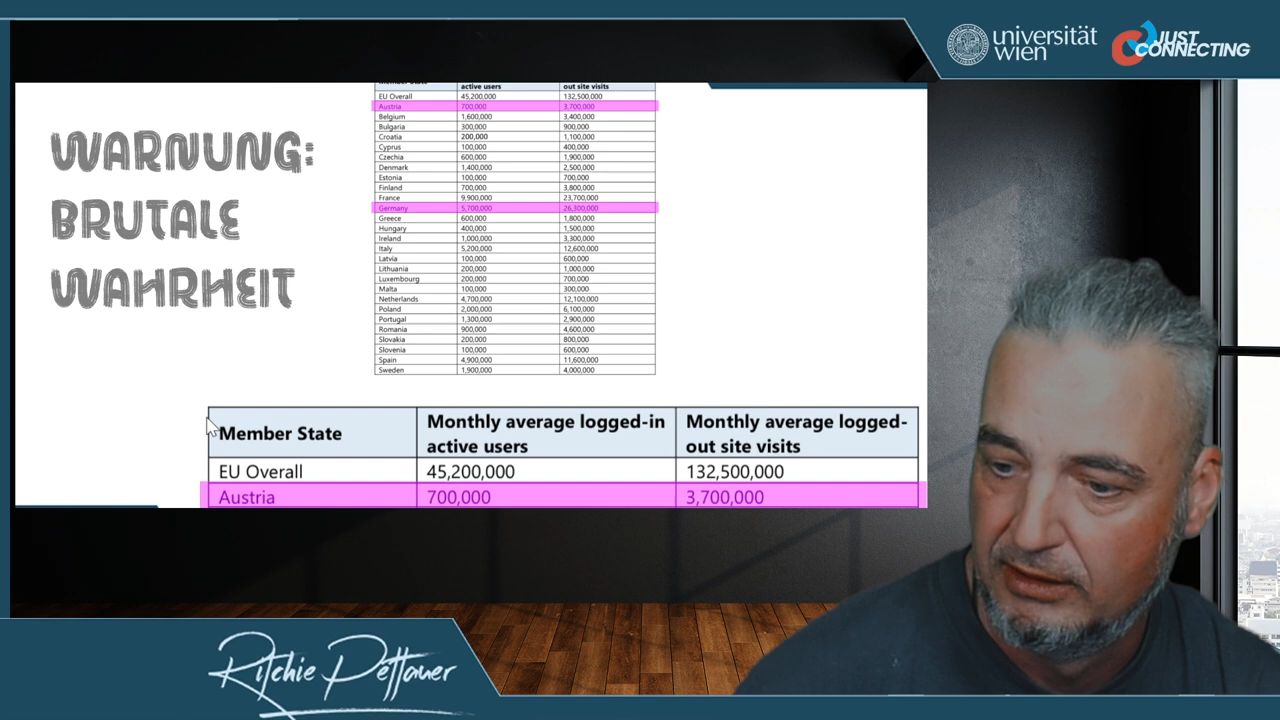 universität
wien
JUST
CONNECTING
WARNUNG:
BRUTALE
WAHRHEIT
active users out site visits
EU Overall 45,200,000 132,500,000
Austria 700,000 3,700,000
Belgium 1,600,000 3,400,000
Bulgaria 300,000 900,000
Croatia 200,000 1,100,000
Cyprus 100,000 400,000
Czechia 600,000 1,900,000
Denmark 1,400,000 2,500,000
Estonia 100,000 700,000
Finland 700,000 3,800,000
France 9,900,000 23,700,000
Germany 5,700,000 26,300,000
Greece 600,000 1,800,000
Hungary 400,000 1,500,000
Ireland 1,000,000 3,300,000
Italy 5,200,000 12,600,000
Latvia 100,000 600,000
Lithuania 200,000 1,000,000
Luxembourg 200,000 700,000
Malta 100,000 300,000
Netherlands 4,700,000 12,100,000
Poland 2,000,000 6,100,000
Portugal 1,300,000 2,900,000
Romania 900,000 4,600,000
Slovakia 200,000 800,000
Slovenia 100,000 600,000
Spain 4,900,000 11,600,000
Sweden 1,900,000 4,000,000
Member State Monthly average logged-in active users Monthly average logged-out site visits
EU Overall 45,200,000 132,500,000
Austria 700,000 3,700,000
Ritchie Pettauer